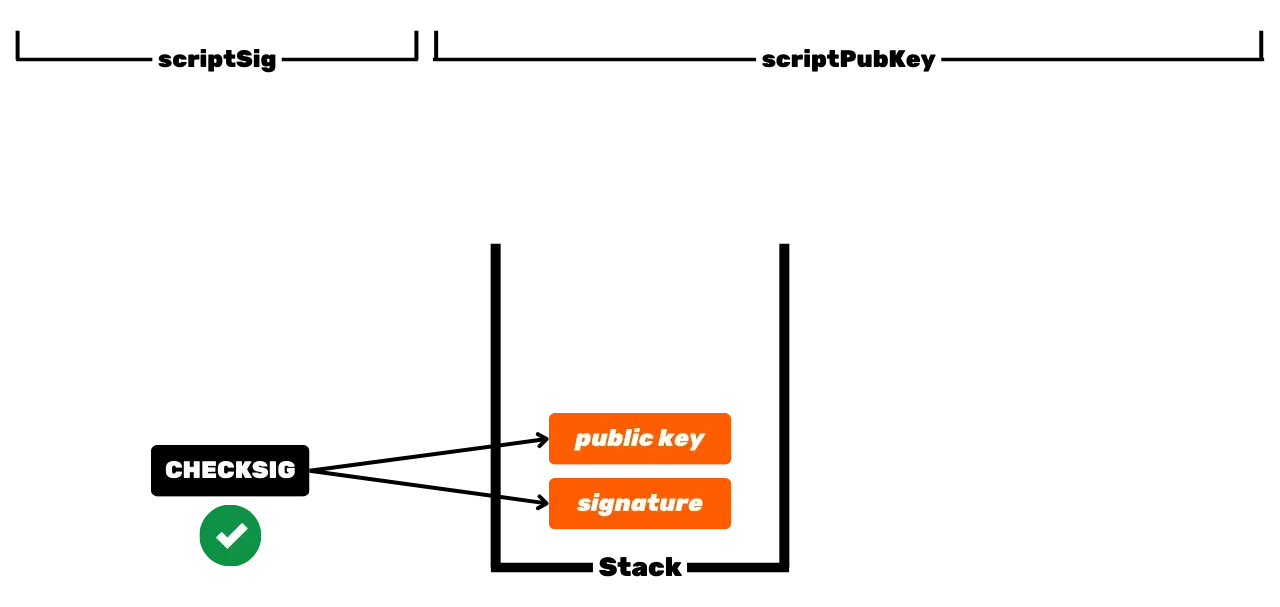 scriptSig
scriptPubKey
public key
CHECKSIG
signature
Stack